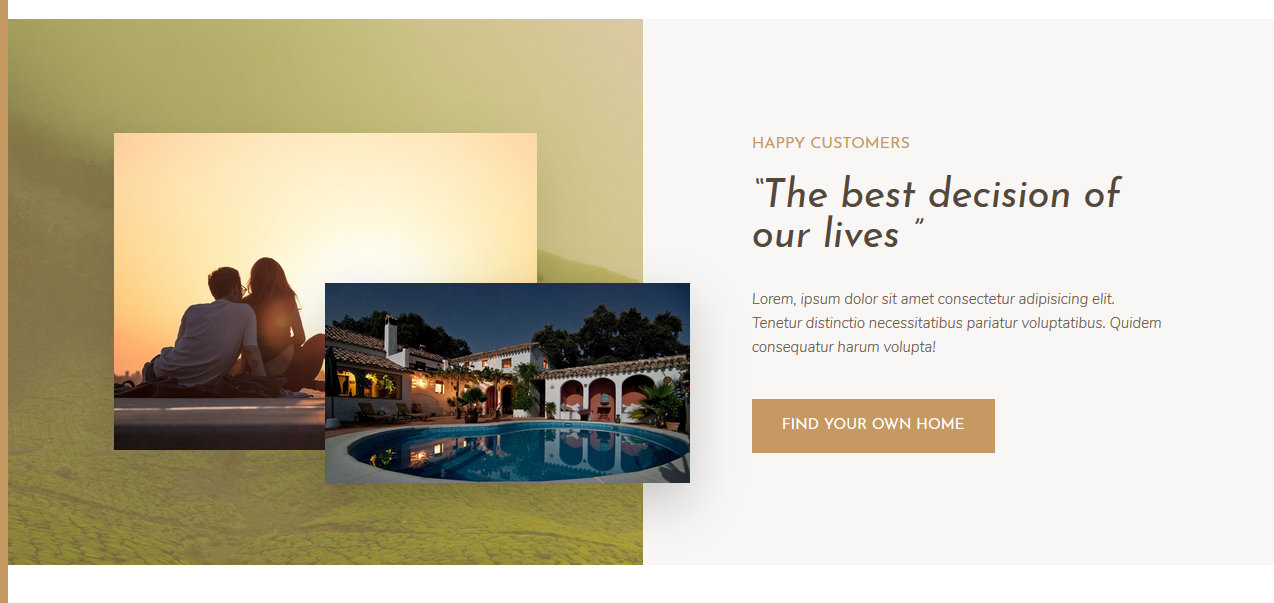 HAPPY CUSTOMERS
“The best decision of
our lives ”
Lorem, ipsum dolor sit amet consectetur adipisicing elit.
Tenetur distinctio necessitatibus pariatur voluptatibus. Quidem
consequatur harum volupta!
FIND YOUR OWN HOME